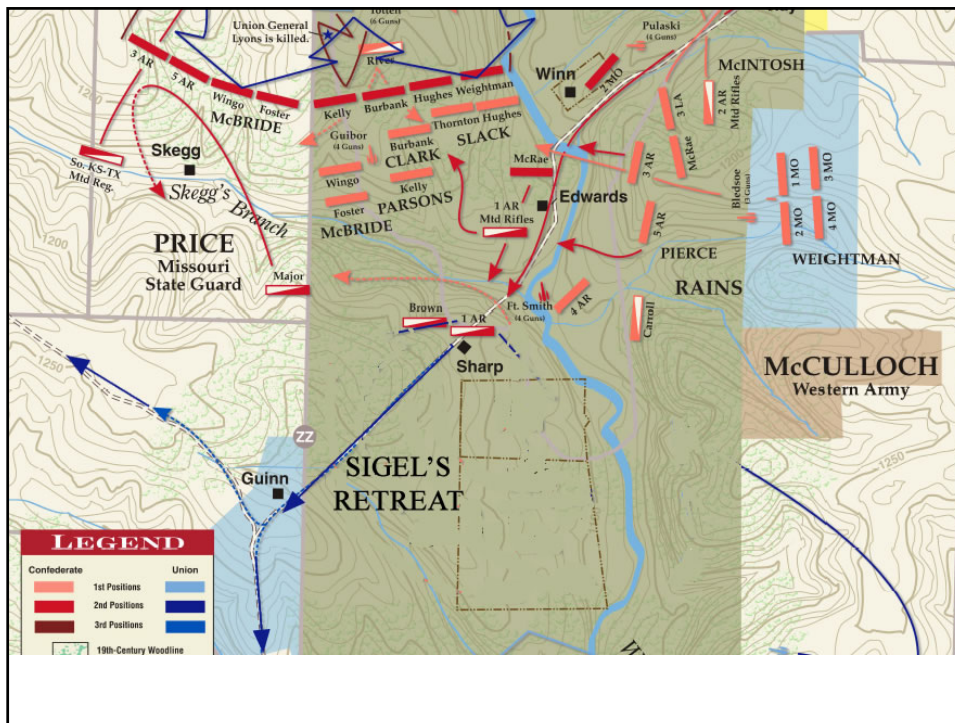 Totten
(6 Guns)
Union General
Lyons is killed.
Rives
Pulaski
(4 Guns)
McINTOSH
3 AR
5 AR
Wingo
Foster
McBRIDE
Kelly
Burbank
Hughes
Weightman
Winn
2 MO
3 LA
2 AR
Mtd Rifles
McRae
Guibor
(4 Guns)
Burbank
Thornton
Hughes
CLARK
SLACK
So. KS-TX
Mtd Reg.
Skegg
Skegg's
Branch
Wingo
Kelly
Foster
PARSONS
McBRIDE
McRae
1 AR
Mtd Rifles
Edwards
3 AR
5 AR
Bledsoe
(3 Guns)
1 MO
3 MO
2 MO
4 MO
WEIGHTMAN
PIERCE
RAINS
PRICE
Missouri
State Guard
Major
Brown
1 AR
Ft. Smith
(4 Guns)
4 AR
Carroll
Sharp
McCULLOCH
Western Army
1250
1200
1250
1250
ZZ
Guinn
SIGEL'S
RETREAT
LEGEND
Confederate
Union
1st Positions
2nd Positions
3rd Positions
19th-Century Woodline